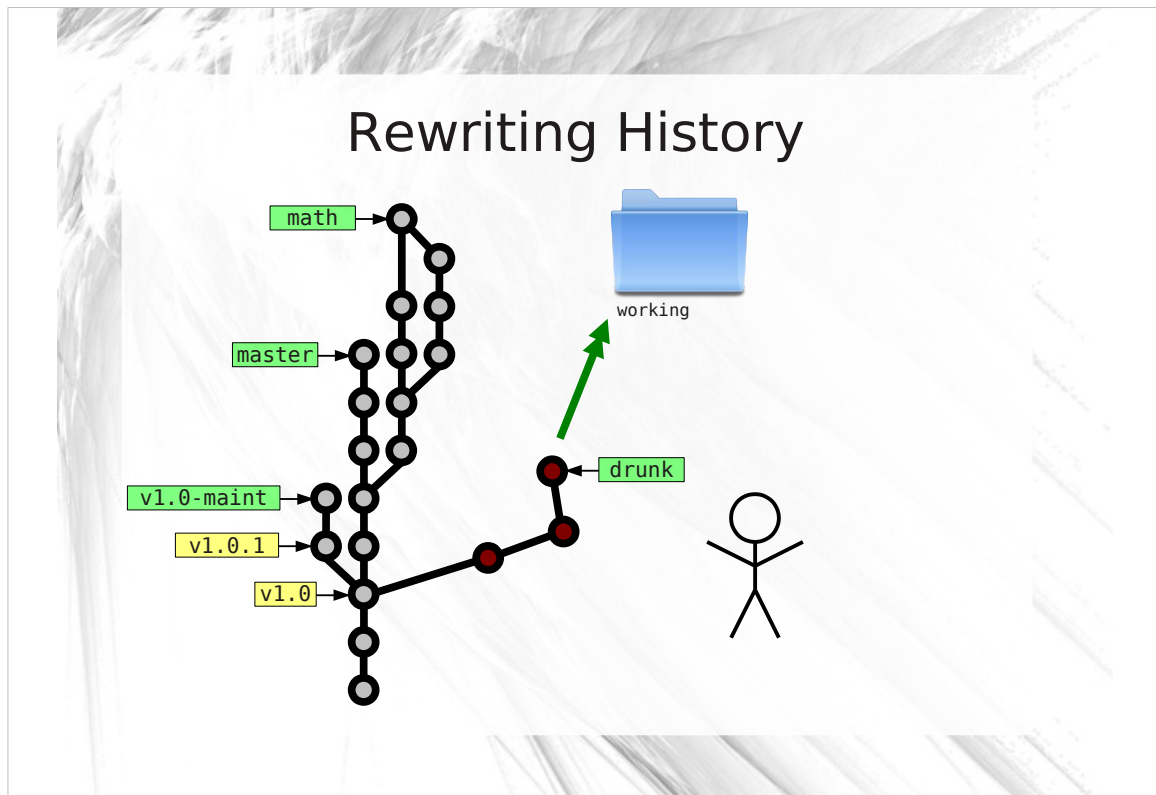 Rewriting History
math
working
master
drunk
v1.0-maint
v1.0.1
v1.0